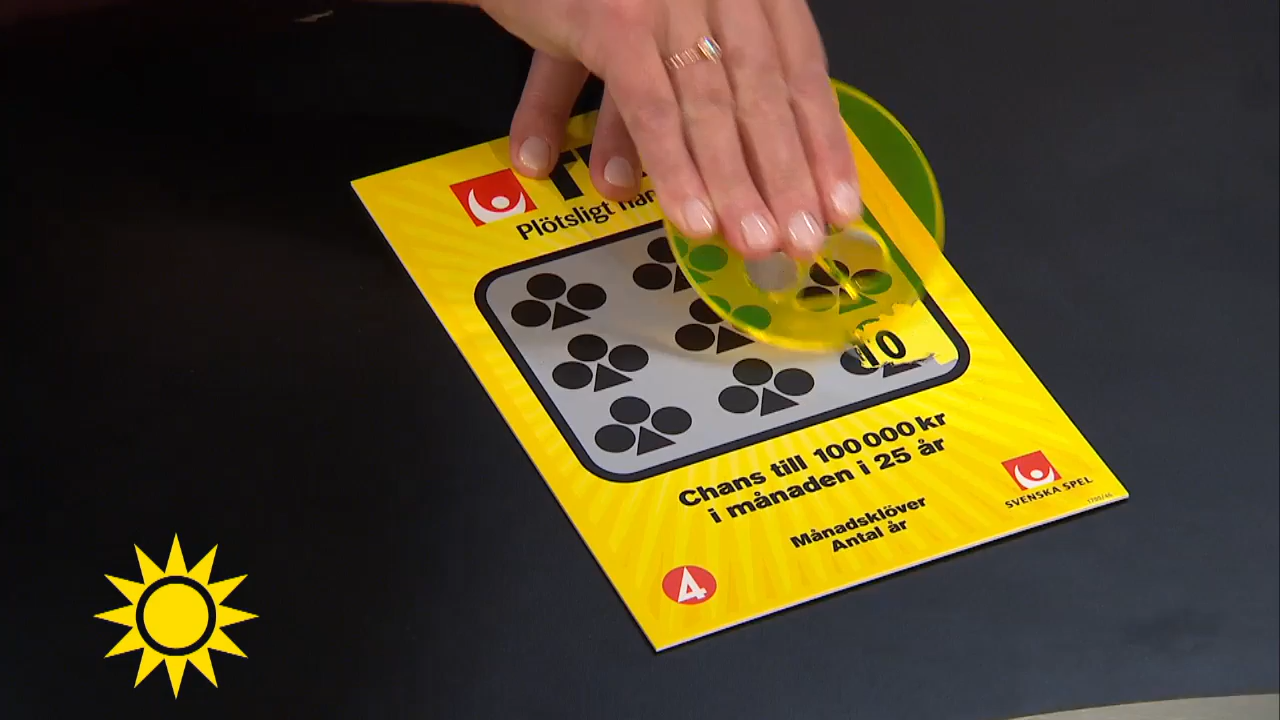 Plötsligt
10
Chans till 100 000 kr
i månaden i 25 år
Månadsklöver
Antal år
SVENSKA SPEL
4